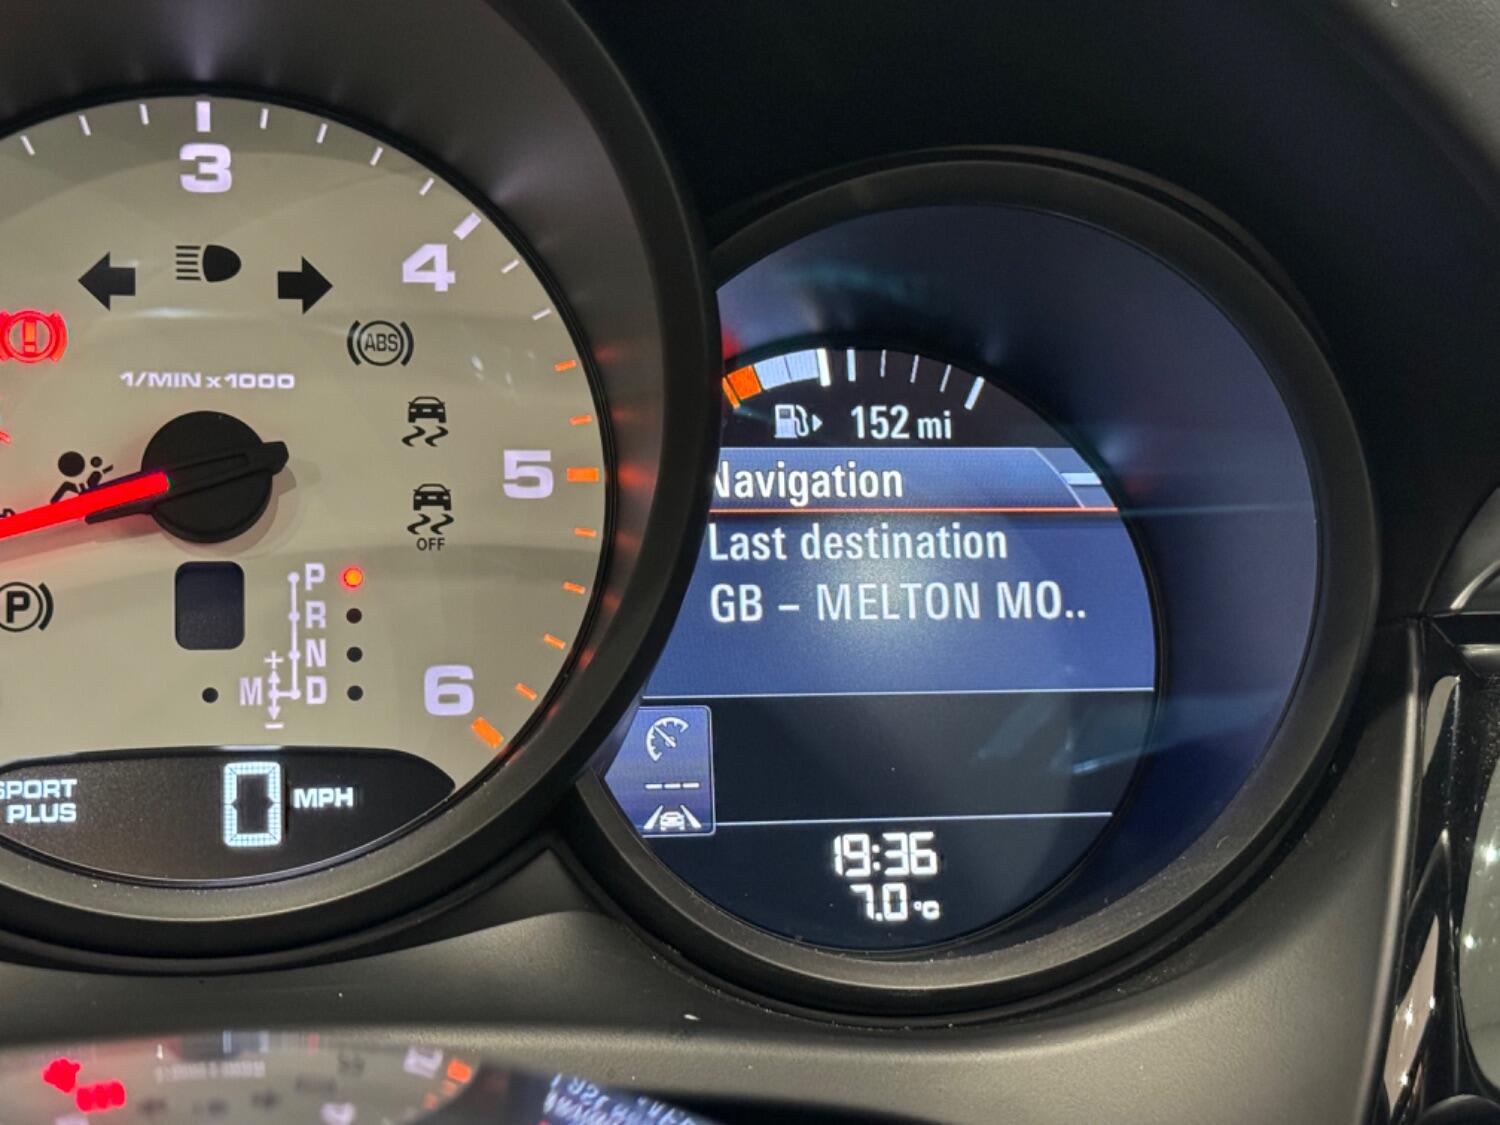 3
4
ABS
1/MIN x 1000
5
OFF
P
P
R
N
M
D
+
-
6
SPORT
PLUS
0 MPH
152 mi
Navigation
Last destination
GB – MELTON MO..
19:36
7.0 °C